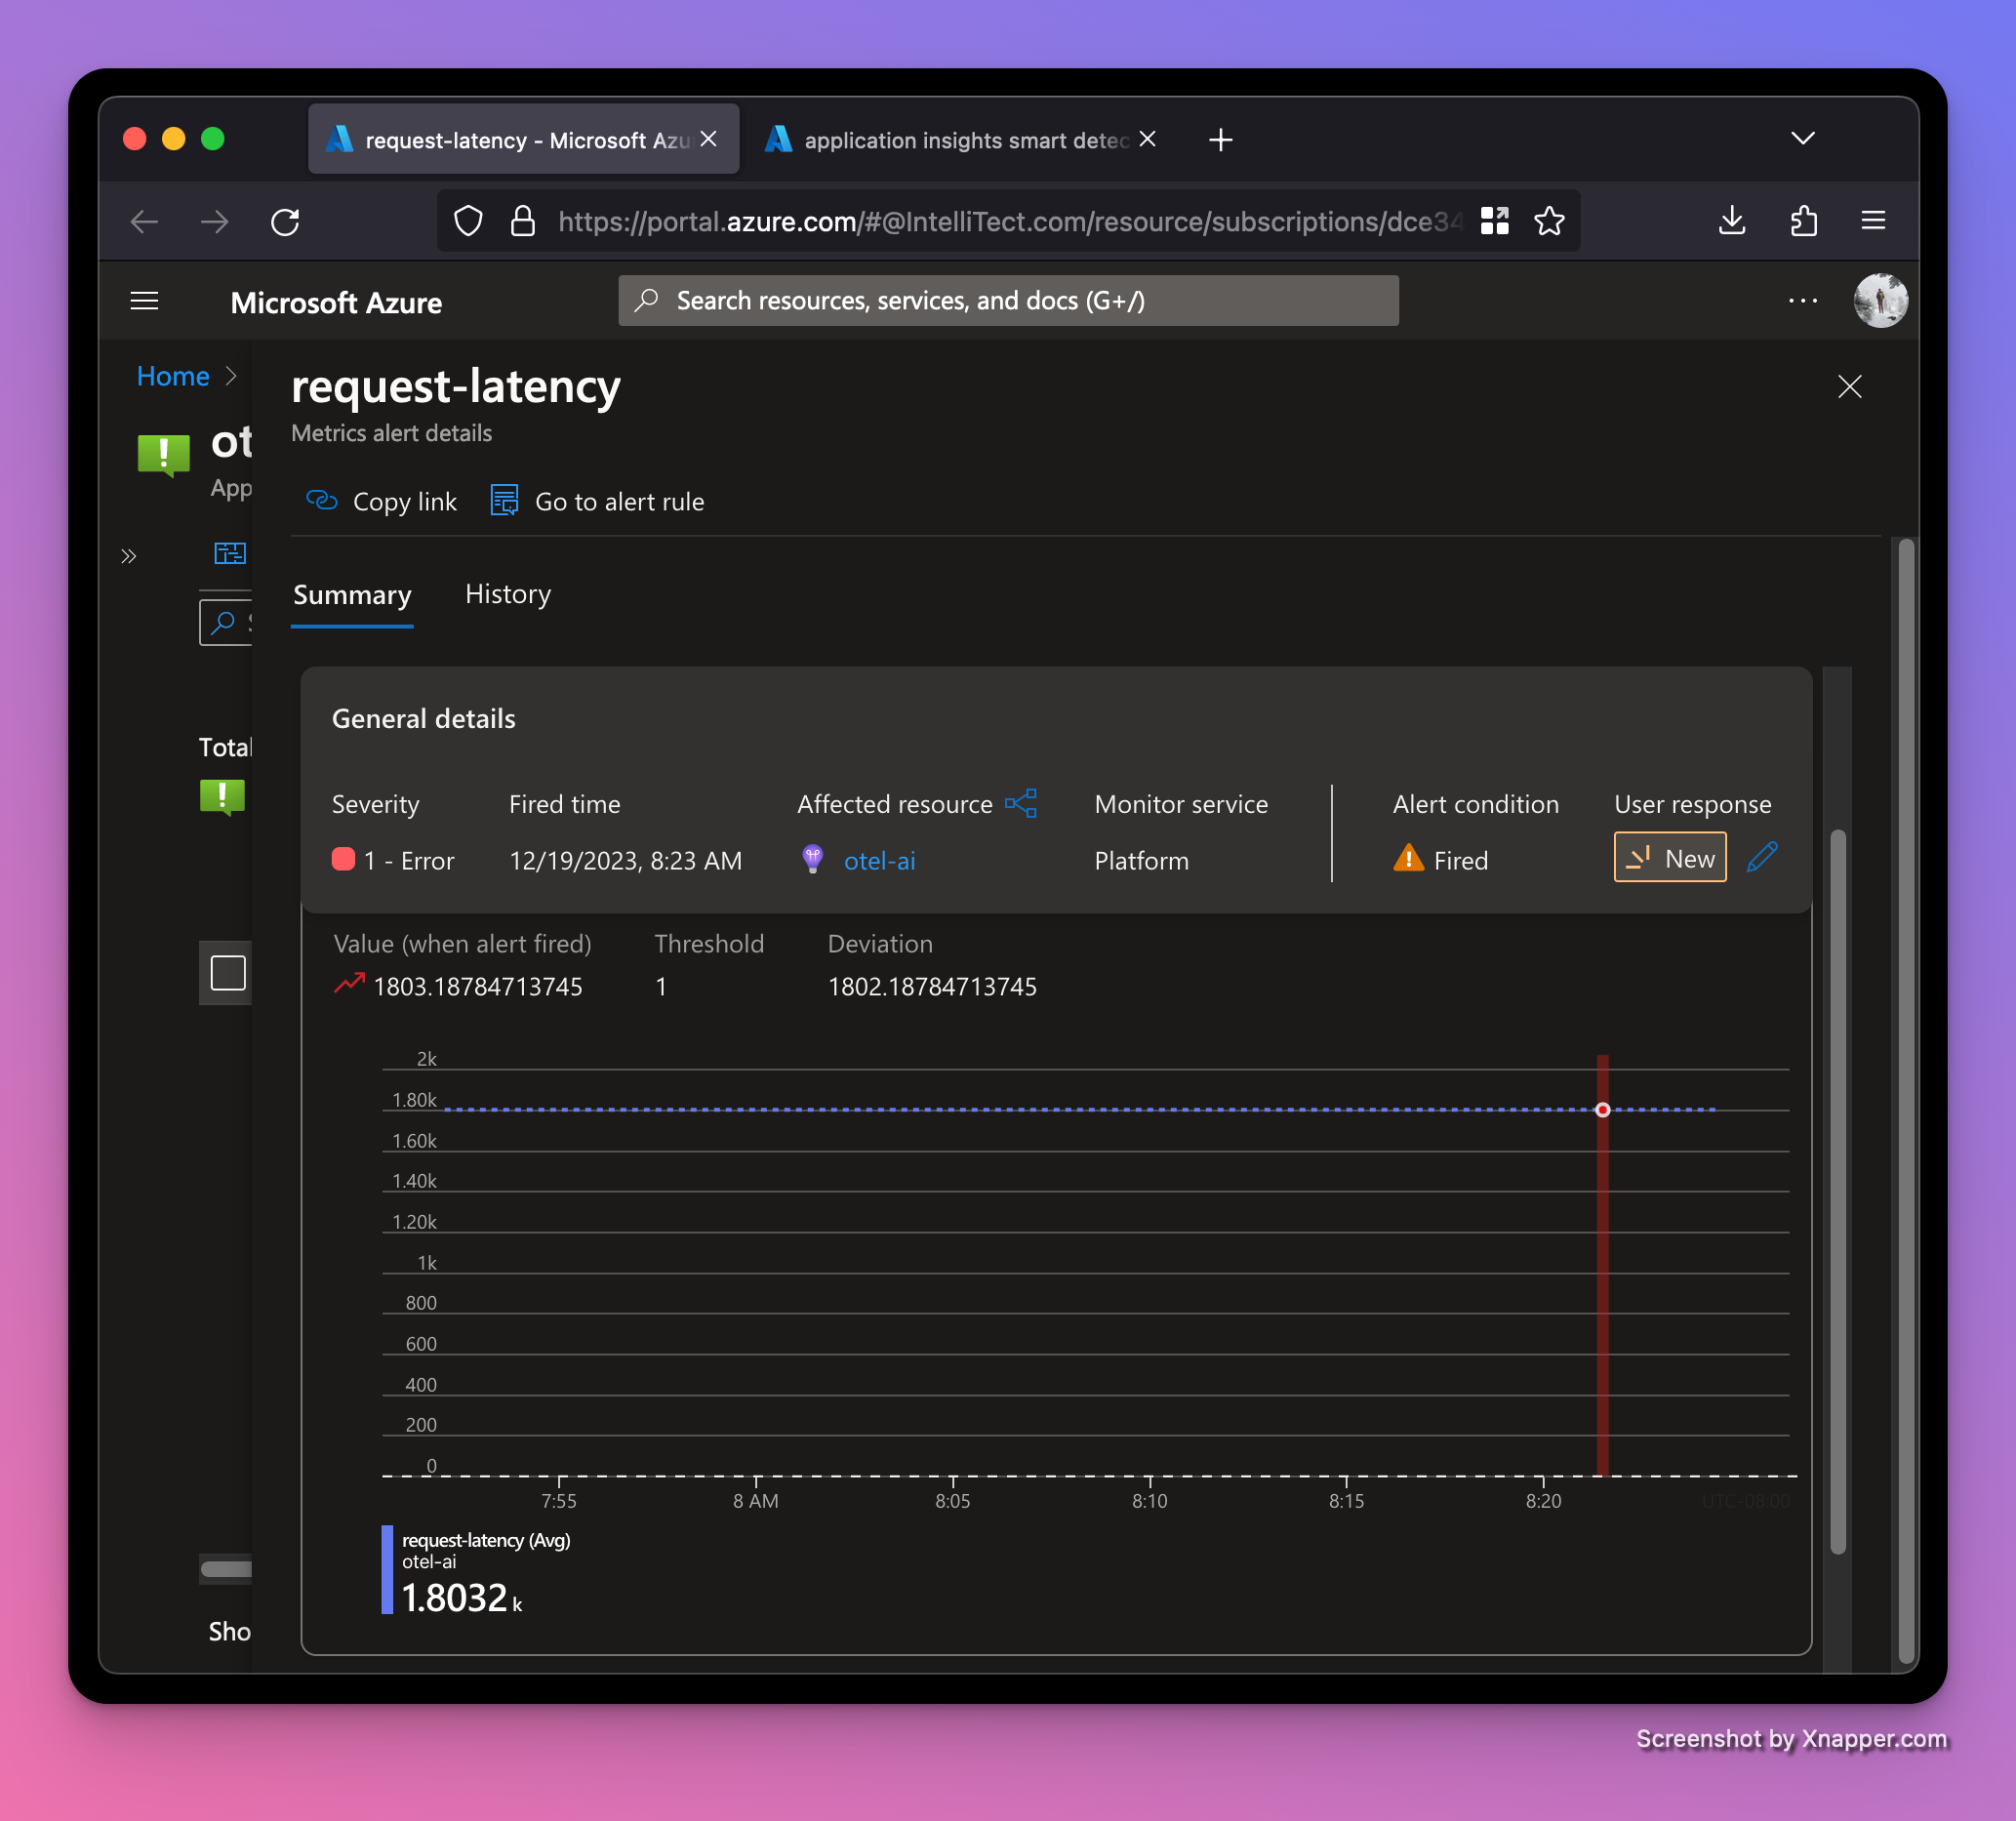 request-latency - Microsoft Azu
application insights smart detec
https://portal.azure.com/#@IntelliTect.com/resource/subscriptions/dce34
Microsoft Azure
Search resources, services, and docs (G+/)
Home
request-latency
Metrics alert details
ot
App
Copy link
Go to alert rule
Summary
History
S
Total
General details
Severity
Fired time
Affected resource
Monitor service
Alert condition
User response
1 - Error
12/19/2023, 8:23 AM
otel-ai
Platform
Fired
New
Value (when alert fired)
Threshold
Deviation
1803.18784713745
1
1802.18784713745
2k
1.80k
1.60k
1.40k
1.20k
1k
800
600
400
200
0
7:55
8 AM
8:05
8:10
8:15
8:20
UTC-08:00
request-latency (Avg)
otel-ai
1.8032 k
Sho
Screenshot by Xnapper.com